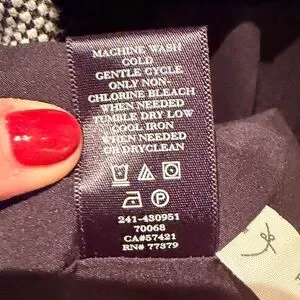 MACHINE WASH
COLD
GENTLE CYCLE
ONLY NON-
CHLORINE BLEACH
WHEN NEEDED
TUMBLE DRY LOW
COOL IRON
WHEN NEEDED
OR DRYCLEAN
P
241-430951
70068
CA#57421
RN# 77379